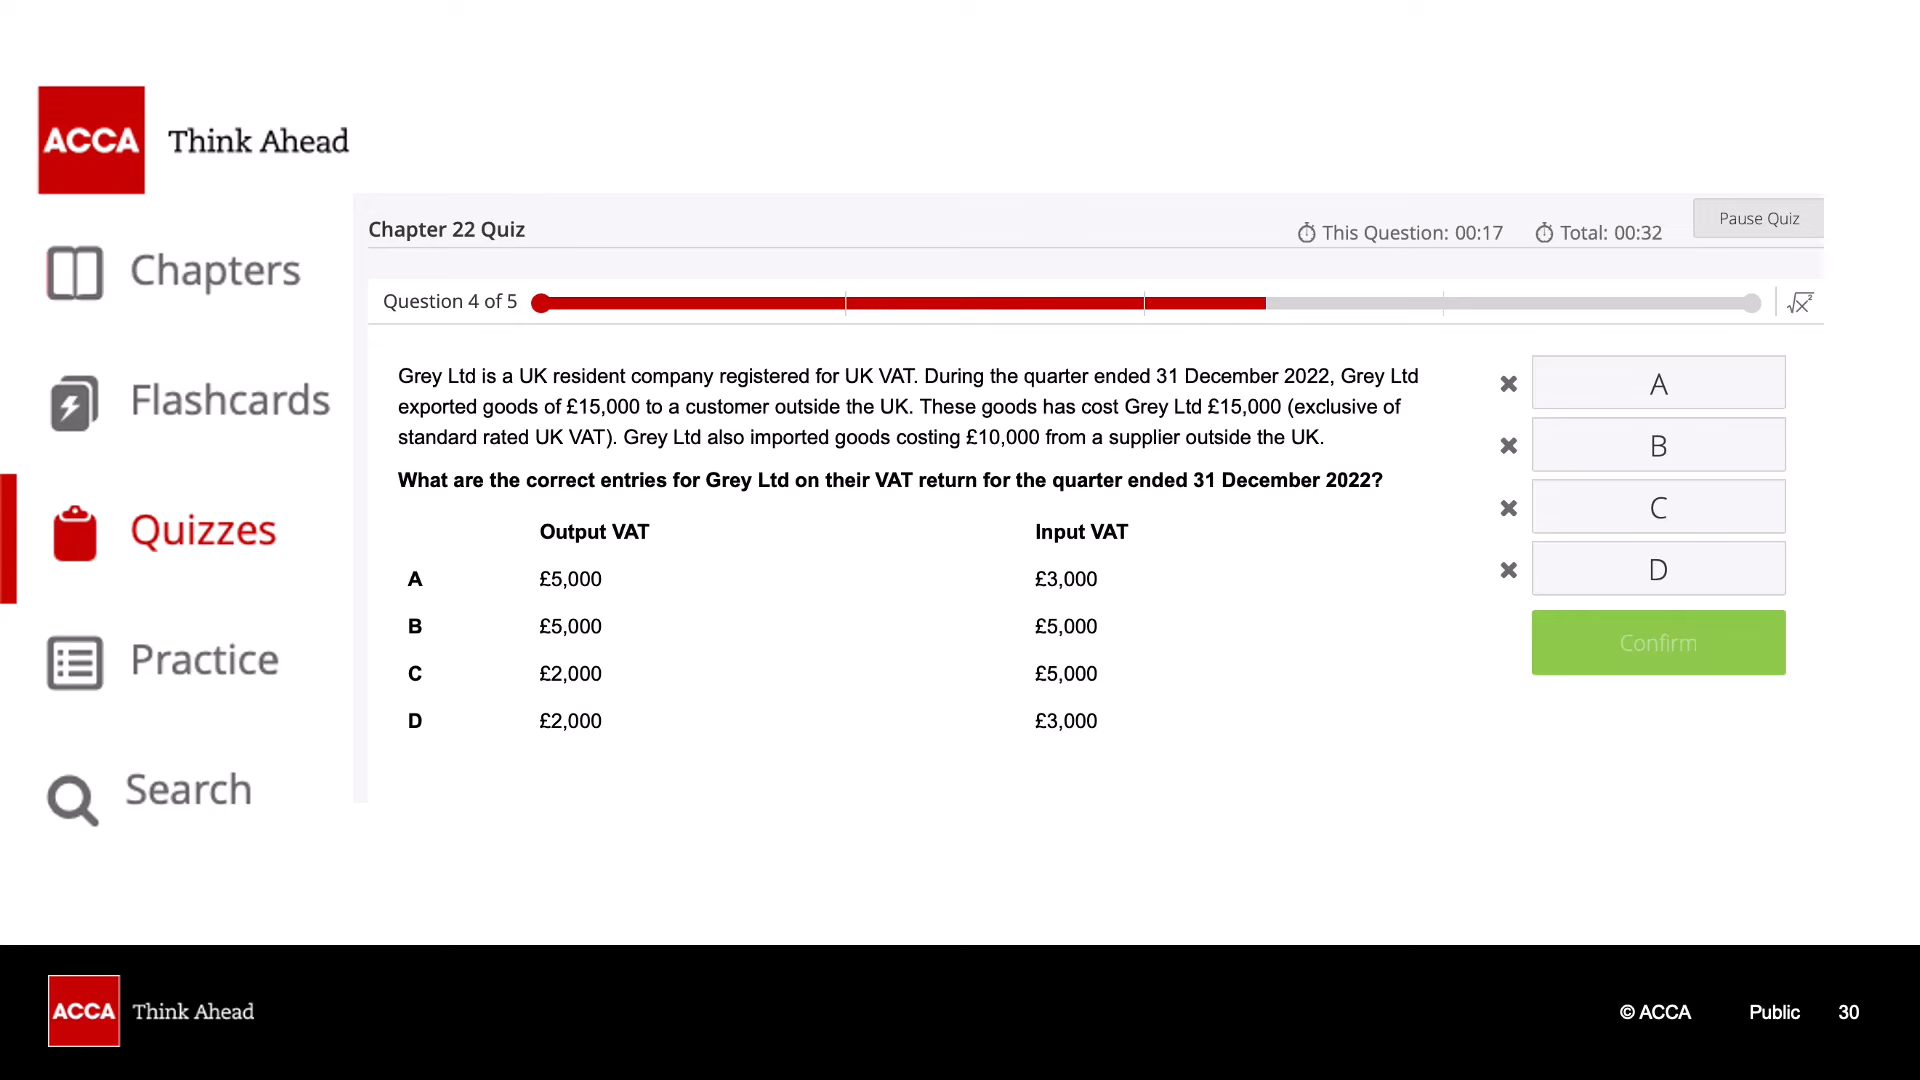 ACCA Think Ahead
Chapters
Flashcards
Quizzes
Practice
Search
Chapter 22 Quiz
This Question: 00:17
Total: 00:32
Pause Quiz
Question 4 of 5
√x²
Grey Ltd is a UK resident company registered for UK VAT. During the quarter ended 31 December 2022, Grey Ltd
exported goods of £15,000 to a customer outside the UK. These goods has cost Grey Ltd £15,000 (exclusive of
standard rated UK VAT). Grey Ltd also imported goods costing £10,000 from a supplier outside the UK.
What are the correct entries for Grey Ltd on their VAT return for the quarter ended 31 December 2022?
Output VAT Input VAT
A £5,000 £3,000
B £5,000 £5,000
C £2,000 £5,000
D £2,000 £3,000
A
B
C
D
Confirm
ACCA Think Ahead
© ACCA Public 30